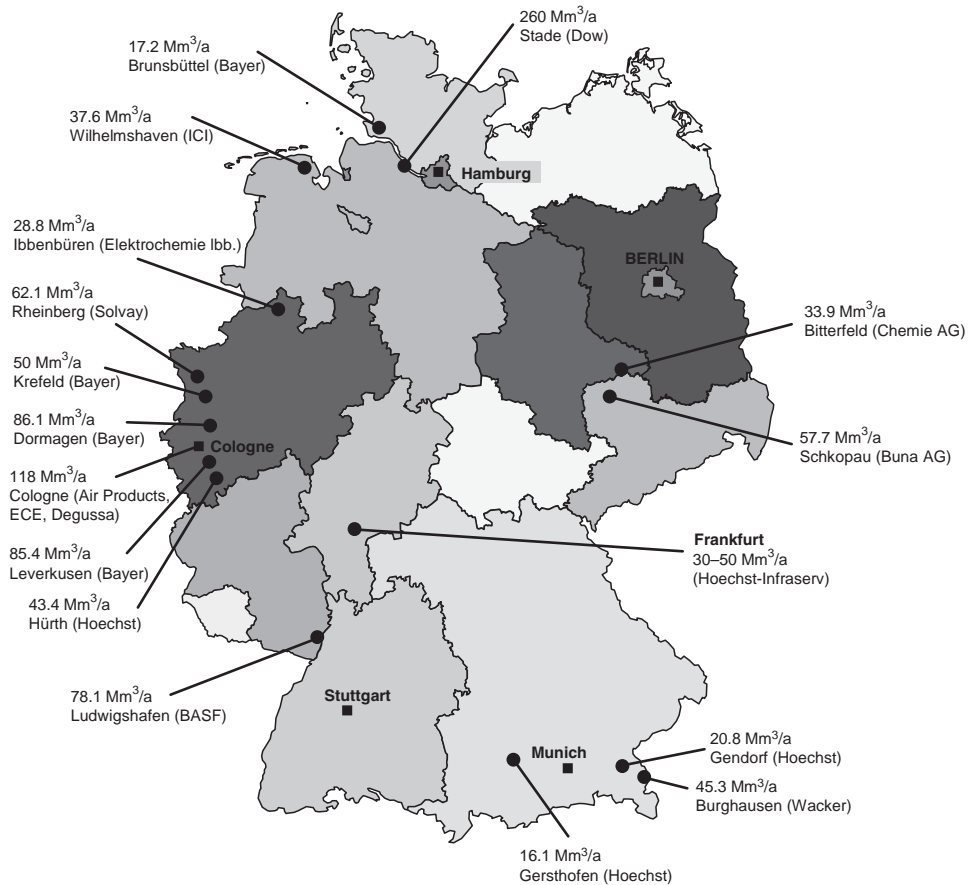 260 Mm³/a
Stade (Dow)
17.2 Mm³/a
Brunsbüttel (Bayer)
37.6 Mm³/a
Wilhelmshaven (ICI)
Hamburg
28.8 Mm³/a
Ibbenbüren (Elektrochemie Ibb.)
BERLIN
62.1 Mm³/a
Rheinberg (Solvay)
33.9 Mm³/a
Bitterfeld (Chemie AG)
50 Mm³/a
Krefeld (Bayer)
86.1 Mm³/a
Dormagen (Bayer)
57.7 Mm³/a
Schkopau (Buna AG)
Cologne
118 Mm³/a
Cologne (Air Products,
ECE, Degussa)
Frankfurt
30–50 Mm³/a
(Hoechst-Infraserv)
85.4 Mm³/a
Leverkusen (Bayer)
43.4 Mm³/a
Hürth (Hoechst)
78.1 Mm³/a
Ludwigshafen (BASF)
Stuttgart
Munich
20.8 Mm³/a
Gendorf (Hoechst)
45.3 Mm³/a
Burghausen (Wacker)
16.1 Mm³/a
Gersthofen (Hoechst)